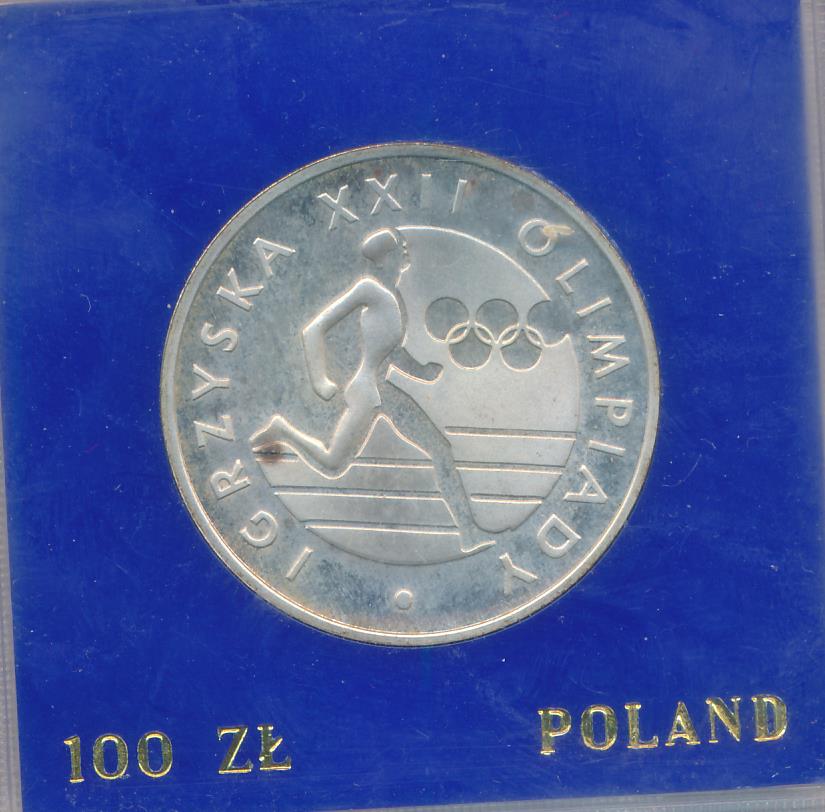 IGRZYSKA XXII OLIMPIADY
100 ZŁ POLAND